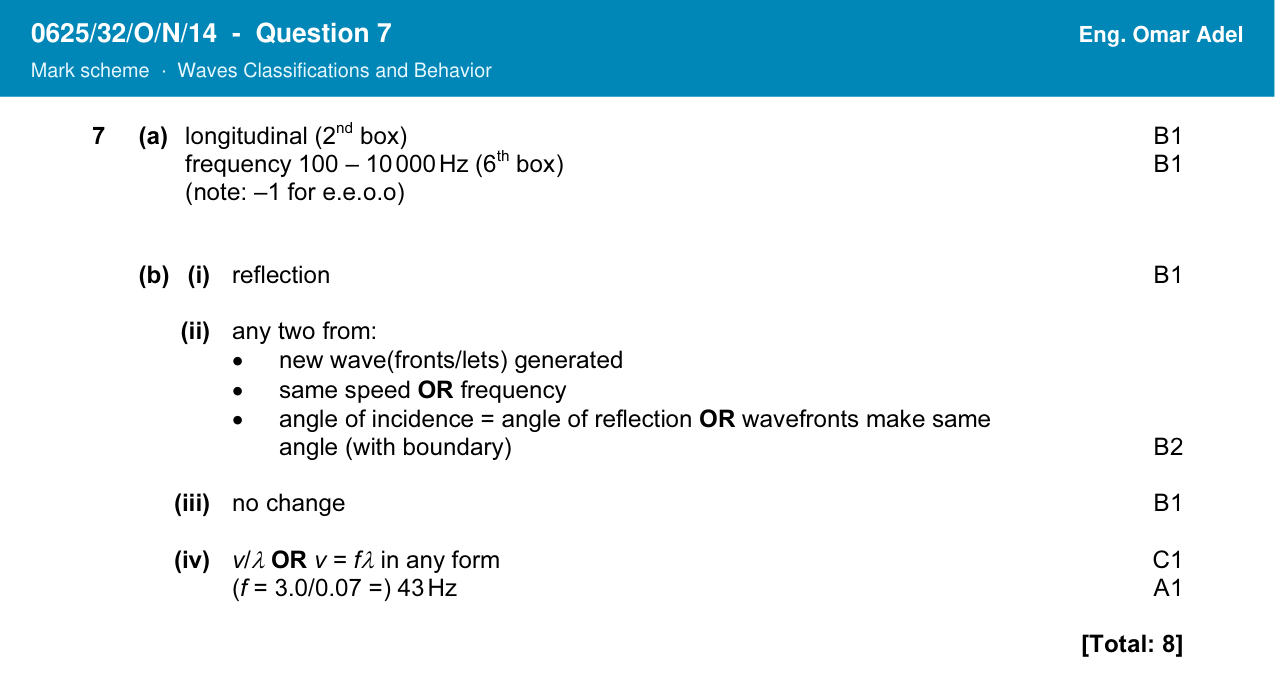 0625/32/O/N/14 - Question 7 Eng. Omar Adel
Mark scheme · Waves Classifications and Behavior
7 (a) longitudinal (2nd box) B1
frequency 100 – 10 000 Hz (6th box) B1
(note: –1 for e.e.o.o)
(b) (i) reflection B1
(ii) any two from:
• new wave(fronts/lets) generated
• same speed OR frequency
• angle of incidence = angle of reflection OR wavefronts make same
angle (with boundary) B2
(iii) no change B1
(iv) v/λ OR v = fλ in any form C1
(f = 3.0/0.07 =) 43 Hz A1
[Total: 8]